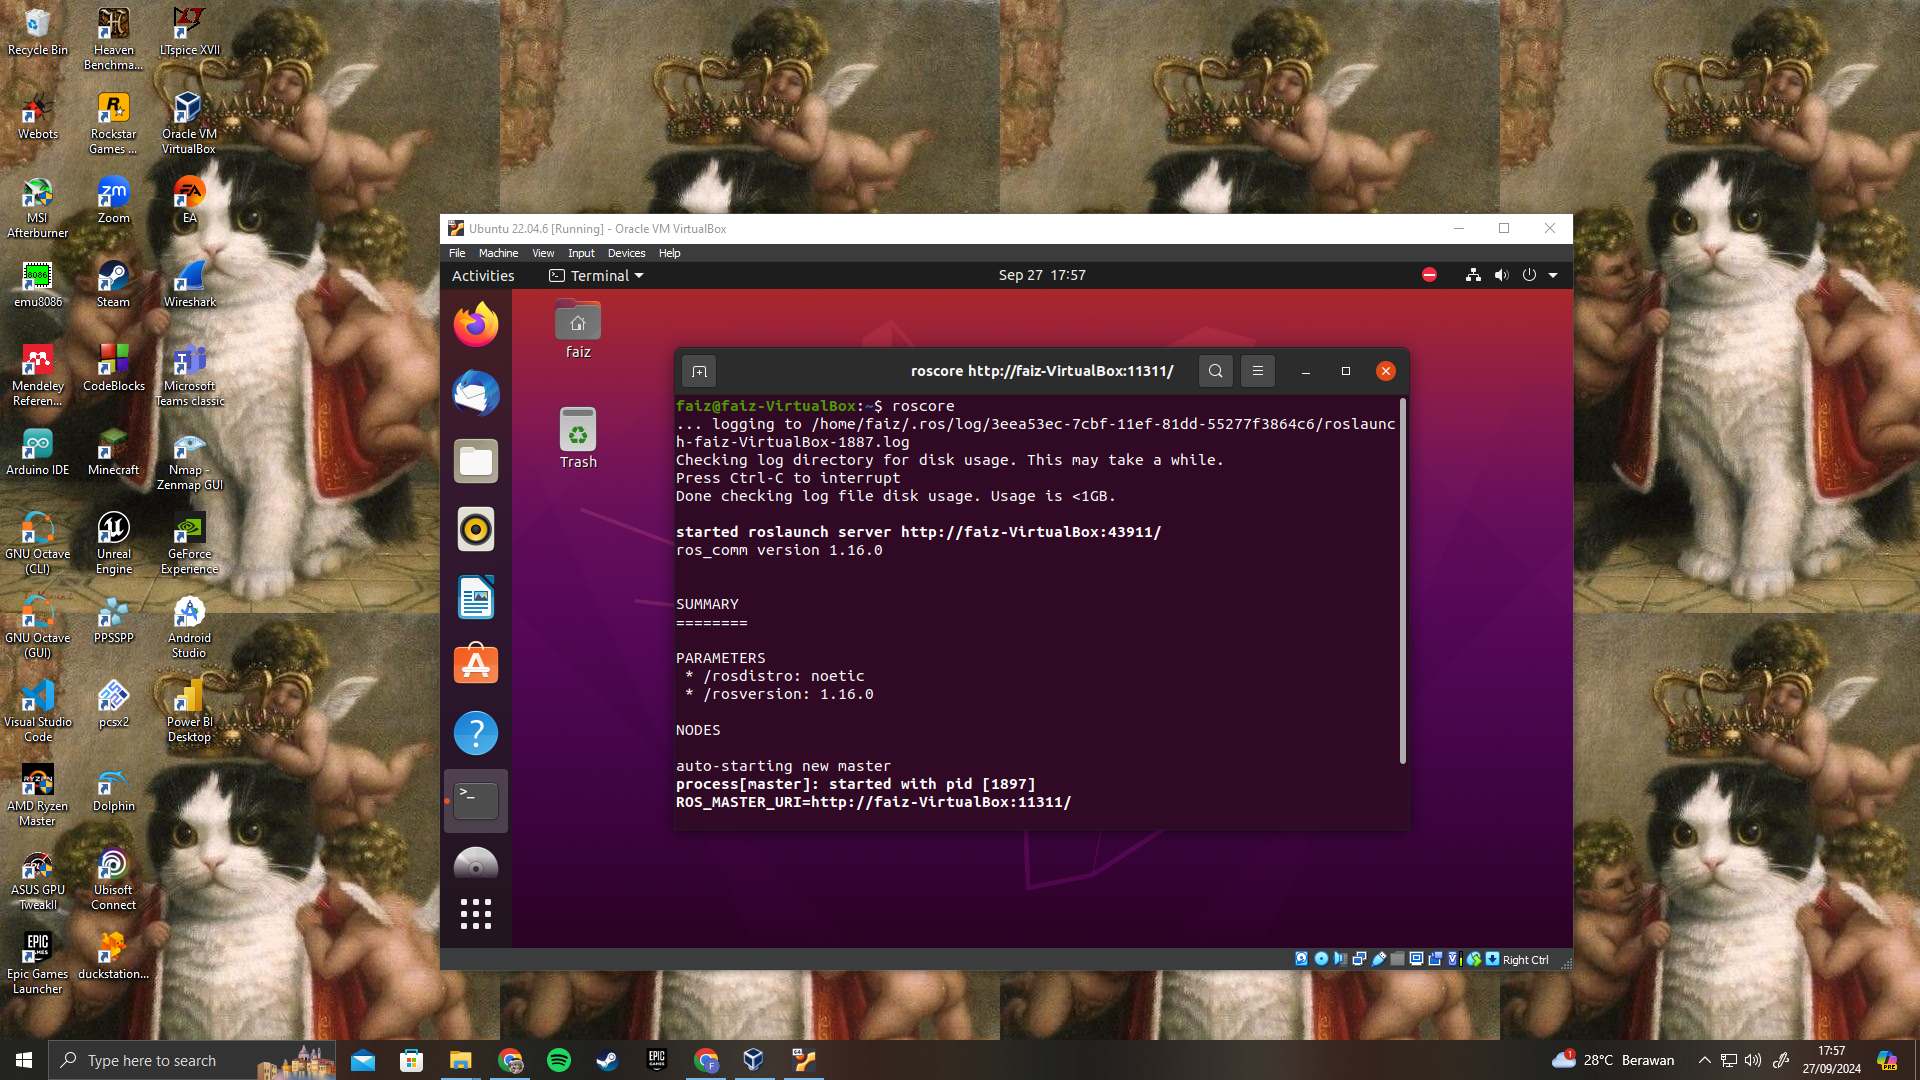 Recycle Bin
Heaven
Benchma...
LTspice XVII
Webots
Rockstar
Games ...
Oracle VM
VirtualBox
MSI
Afterburner
Zoom
EA
emu8086
Steam
Wireshark
Mendeley
Referen...
CodeBlocks
Microsoft
Teams classic
Arduino IDE
Minecraft
Nmap -
Zenmap GUI
GNU Octave
(CLI)
Unreal
Engine
GeForce
Experience
GNU Octave
(GUI)
PPSSPP
Android
Studio
Visual Studio
Code
pcsx2
Power BI
Desktop
AMD Ryzen
Master
Dolphin
ASUS GPU
TweakII
Ubisoft
Connect
Epic Games
Launcher
duckstation...
Ubuntu 22.04.6 [Running] - Oracle VM VirtualBox
File Machine View Input Devices Help
Activities Terminal Sep 27 17:57
faiz
Trash
roscore http://faiz-VirtualBox:11311/
faiz@faiz-VirtualBox:~$ roscore
... logging to /home/faiz/.ros/log/3eea53ec-7cbf-11ef-81dd-55277f3864c6/roslaunc
h-faiz-VirtualBox-1887.log
Checking log directory for disk usage. This may take a while.
Press Ctrl-C to interrupt
Done checking log file disk usage. Usage is <1GB.
started roslaunch server http://faiz-VirtualBox:43911/
ros_comm version 1.16.0
SUMMARY
========
PARAMETERS
* /rosdistro: noetic
* /rosversion: 1.16.0
NODES
auto-starting new master
process[master]: started with pid [1897]
ROS_MASTER_URI=http://faiz-VirtualBox:11311/
Right Ctrl
Type here to search
28°C Berawan
17:57
27/09/2024